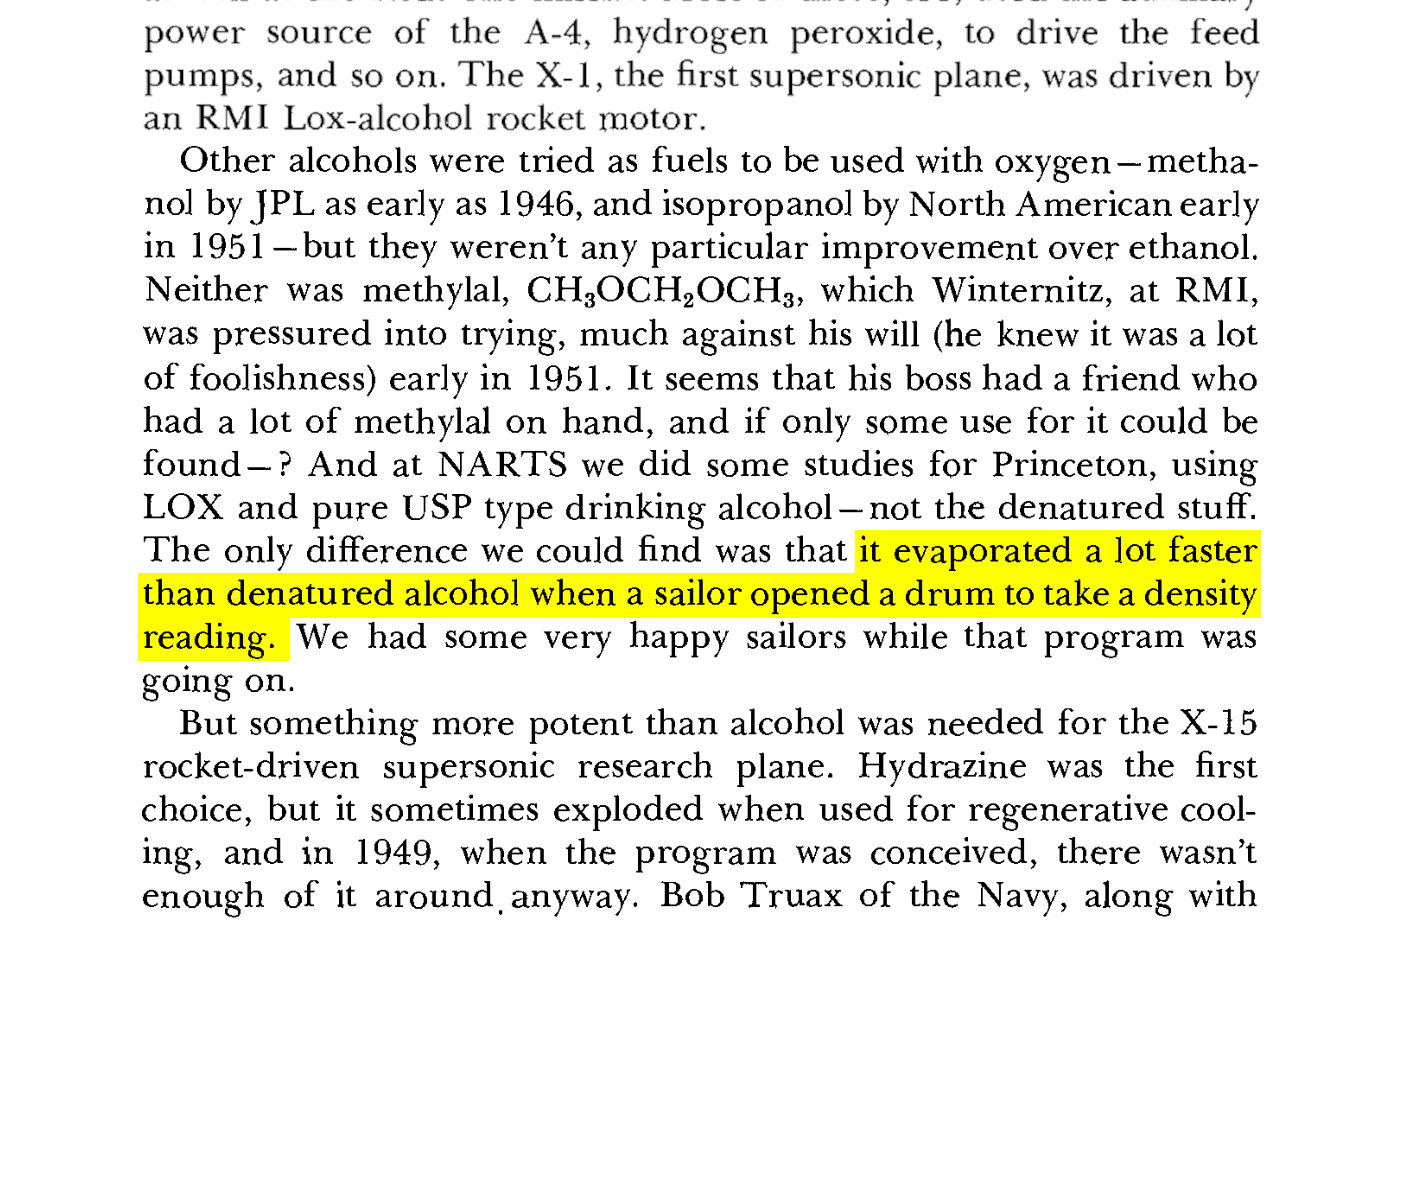 power source of the A-4, hydrogen peroxide, to drive the feed
pumps, and so on. The X-1, the first supersonic plane, was driven by
an RMI Lox-alcohol rocket motor.
Other alcohols were tried as fuels to be used with oxygen—metha-
nol by JPL as early as 1946, and isopropanol by North American early
in 1951—but they weren't any particular improvement over ethanol.
Neither was methylal, CH₃OCH₂OCH₃, which Winternitz, at RMI,
was pressured into trying, much against his will (he knew it was a lot
of foolishness) early in 1951. It seems that his boss had a friend who
had a lot of methylal on hand, and if only some use for it could be
found—? And at NARTS we did some studies for Princeton, using
LOX and pure USP type drinking alcohol—not the denatured stuff.
The only difference we could find was that it evaporated a lot faster
than denatured alcohol when a sailor opened a drum to take a density
reading. We had some very happy sailors while that program was
going on.
But something more potent than alcohol was needed for the X-15
rocket-driven supersonic research plane. Hydrazine was the first
choice, but it sometimes exploded when used for regenerative cool-
ing, and in 1949, when the program was conceived, there wasn't
enough of it around anyway. Bob Truax of the Navy, along with